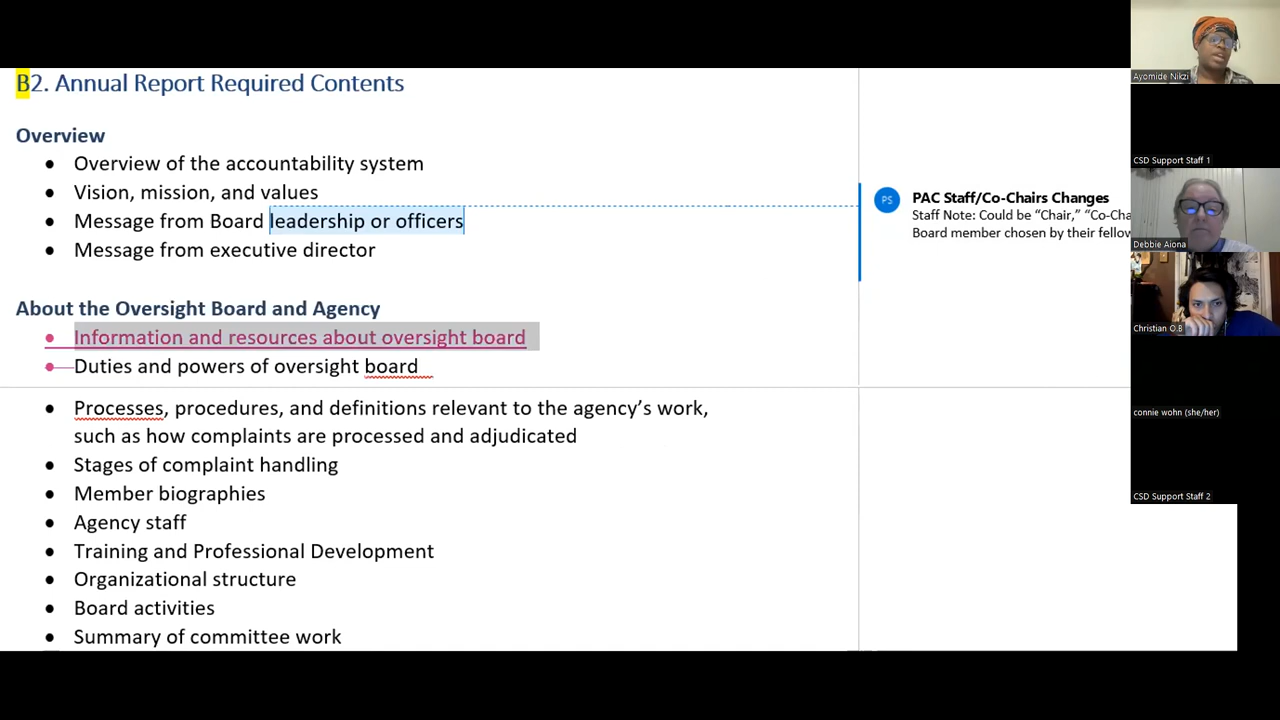 B2. Annual Report Required Contents
Overview
• Overview of the accountability system
• Vision, mission, and values
• Message from Board leadership or officers
• Message from executive director
About the Oversight Board and Agency
• Information and resources about oversight board
• Duties and powers of oversight board
• Processes, procedures, and definitions relevant to the agency’s work,
such as how complaints are processed and adjudicated
• Stages of complaint handling
• Member biographies
• Agency staff
• Training and Professional Development
• Organizational structure
• Board activities
• Summary of committee work
PS
PAC Staff/Co-Chairs Changes
Staff Note: Could be “Chair,” “Co-Cha
Board member chosen by their fellow
Ayomide Nikzi
CSD Support Staff 1
Debbie Aiona
Christian O.B
connie wohn (she/her)
CSD Support Staff 2